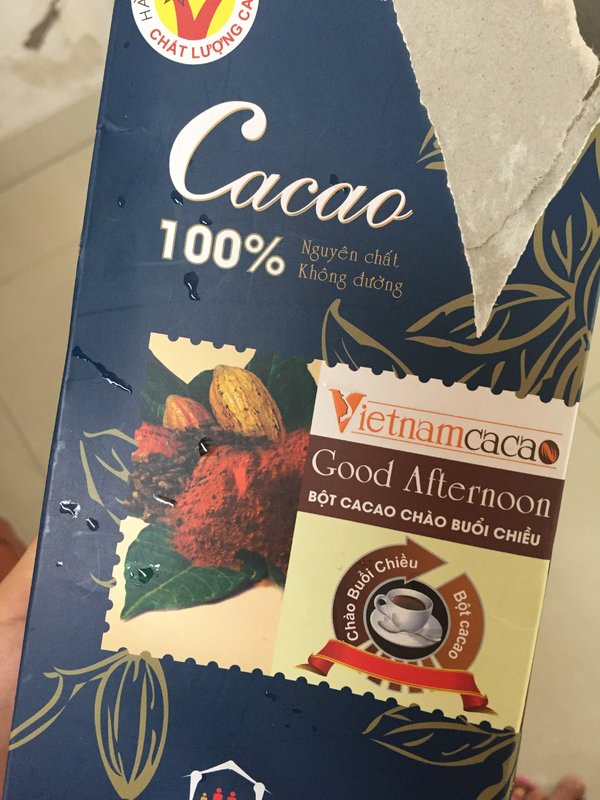 HÀ
CHẤT LƯỢNG CA
Cacao
100%
Nguyên chất
Không đường
Vietnamcacao
Good Afternoon
BỘT CACAO CHÀO BUỔI CHIỀU
Chào Buổi Chiều
Bột cacao